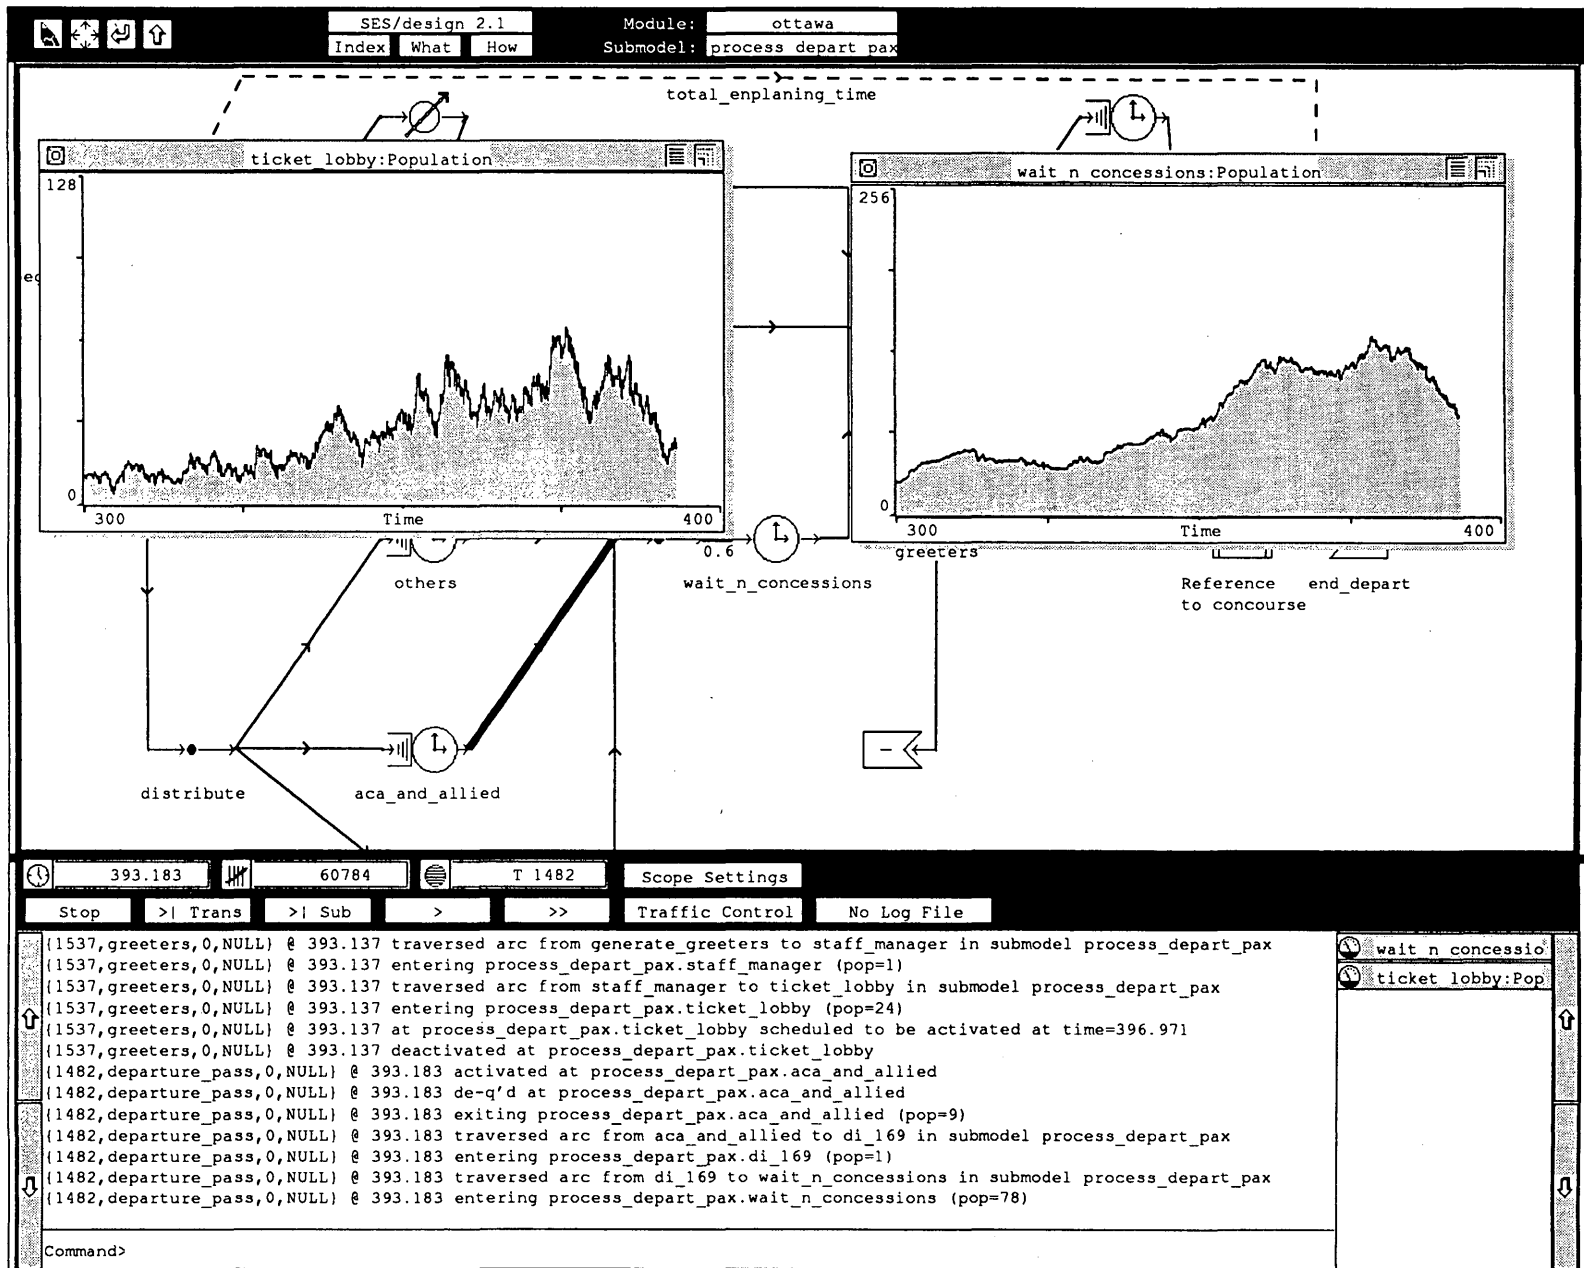 SES/design 2.1
Module: ottawa
Index What How
Submodel: process depart pax
total_enplaning_time
ticket lobby:Population
128
0
300 Time 400
wait n concessions:Population
256
0
300 Time 400
0.6
greeters
others
wait_n_concessions
Reference
to concourse
end_depart
-
distribute
aca_and_allied
393.183 60784 T 1482 Scope Settings
Stop >| Trans >| Sub > >> Traffic Control No Log File
{1537,greeters,0,NULL} @ 393.137 traversed arc from generate_greeters to staff_manager in submodel process_depart_pax
{1537,greeters,0,NULL} @ 393.137 entering process_depart_pax.staff_manager (pop=1)
{1537,greeters,0,NULL} @ 393.137 traversed arc from staff_manager to ticket_lobby in submodel process_depart_pax
{1537,greeters,0,NULL} @ 393.137 entering process_depart_pax.ticket_lobby (pop=24)
{1537,greeters,0,NULL} @ 393.137 at process_depart_pax.ticket_lobby scheduled to be activated at time=396.971
{1537,greeters,0,NULL} @ 393.137 deactivated at process_depart_pax.ticket_lobby
{1482,departure_pass,0,NULL} @ 393.183 activated at process_depart_pax.aca_and_allied
{1482,departure_pass,0,NULL} @ 393.183 de-q'd at process_depart_pax.aca_and_allied
{1482,departure_pass,0,NULL} @ 393.183 exiting process_depart_pax.aca_and_allied (pop=9)
{1482,departure_pass,0,NULL} @ 393.183 traversed arc from aca_and_allied to di_169 in submodel process_depart_pax
{1482,departure_pass,0,NULL} @ 393.183 entering process_depart_pax.di_169 (pop=1)
{1482,departure_pass,0,NULL} @ 393.183 traversed arc from di_169 to wait_n_concessions in submodel process_depart_pax
{1482,departure_pass,0,NULL} @ 393.183 entering process_depart_pax.wait_n_concessions (pop=78)
wait n concessio
ticket lobby:Pop
Command>